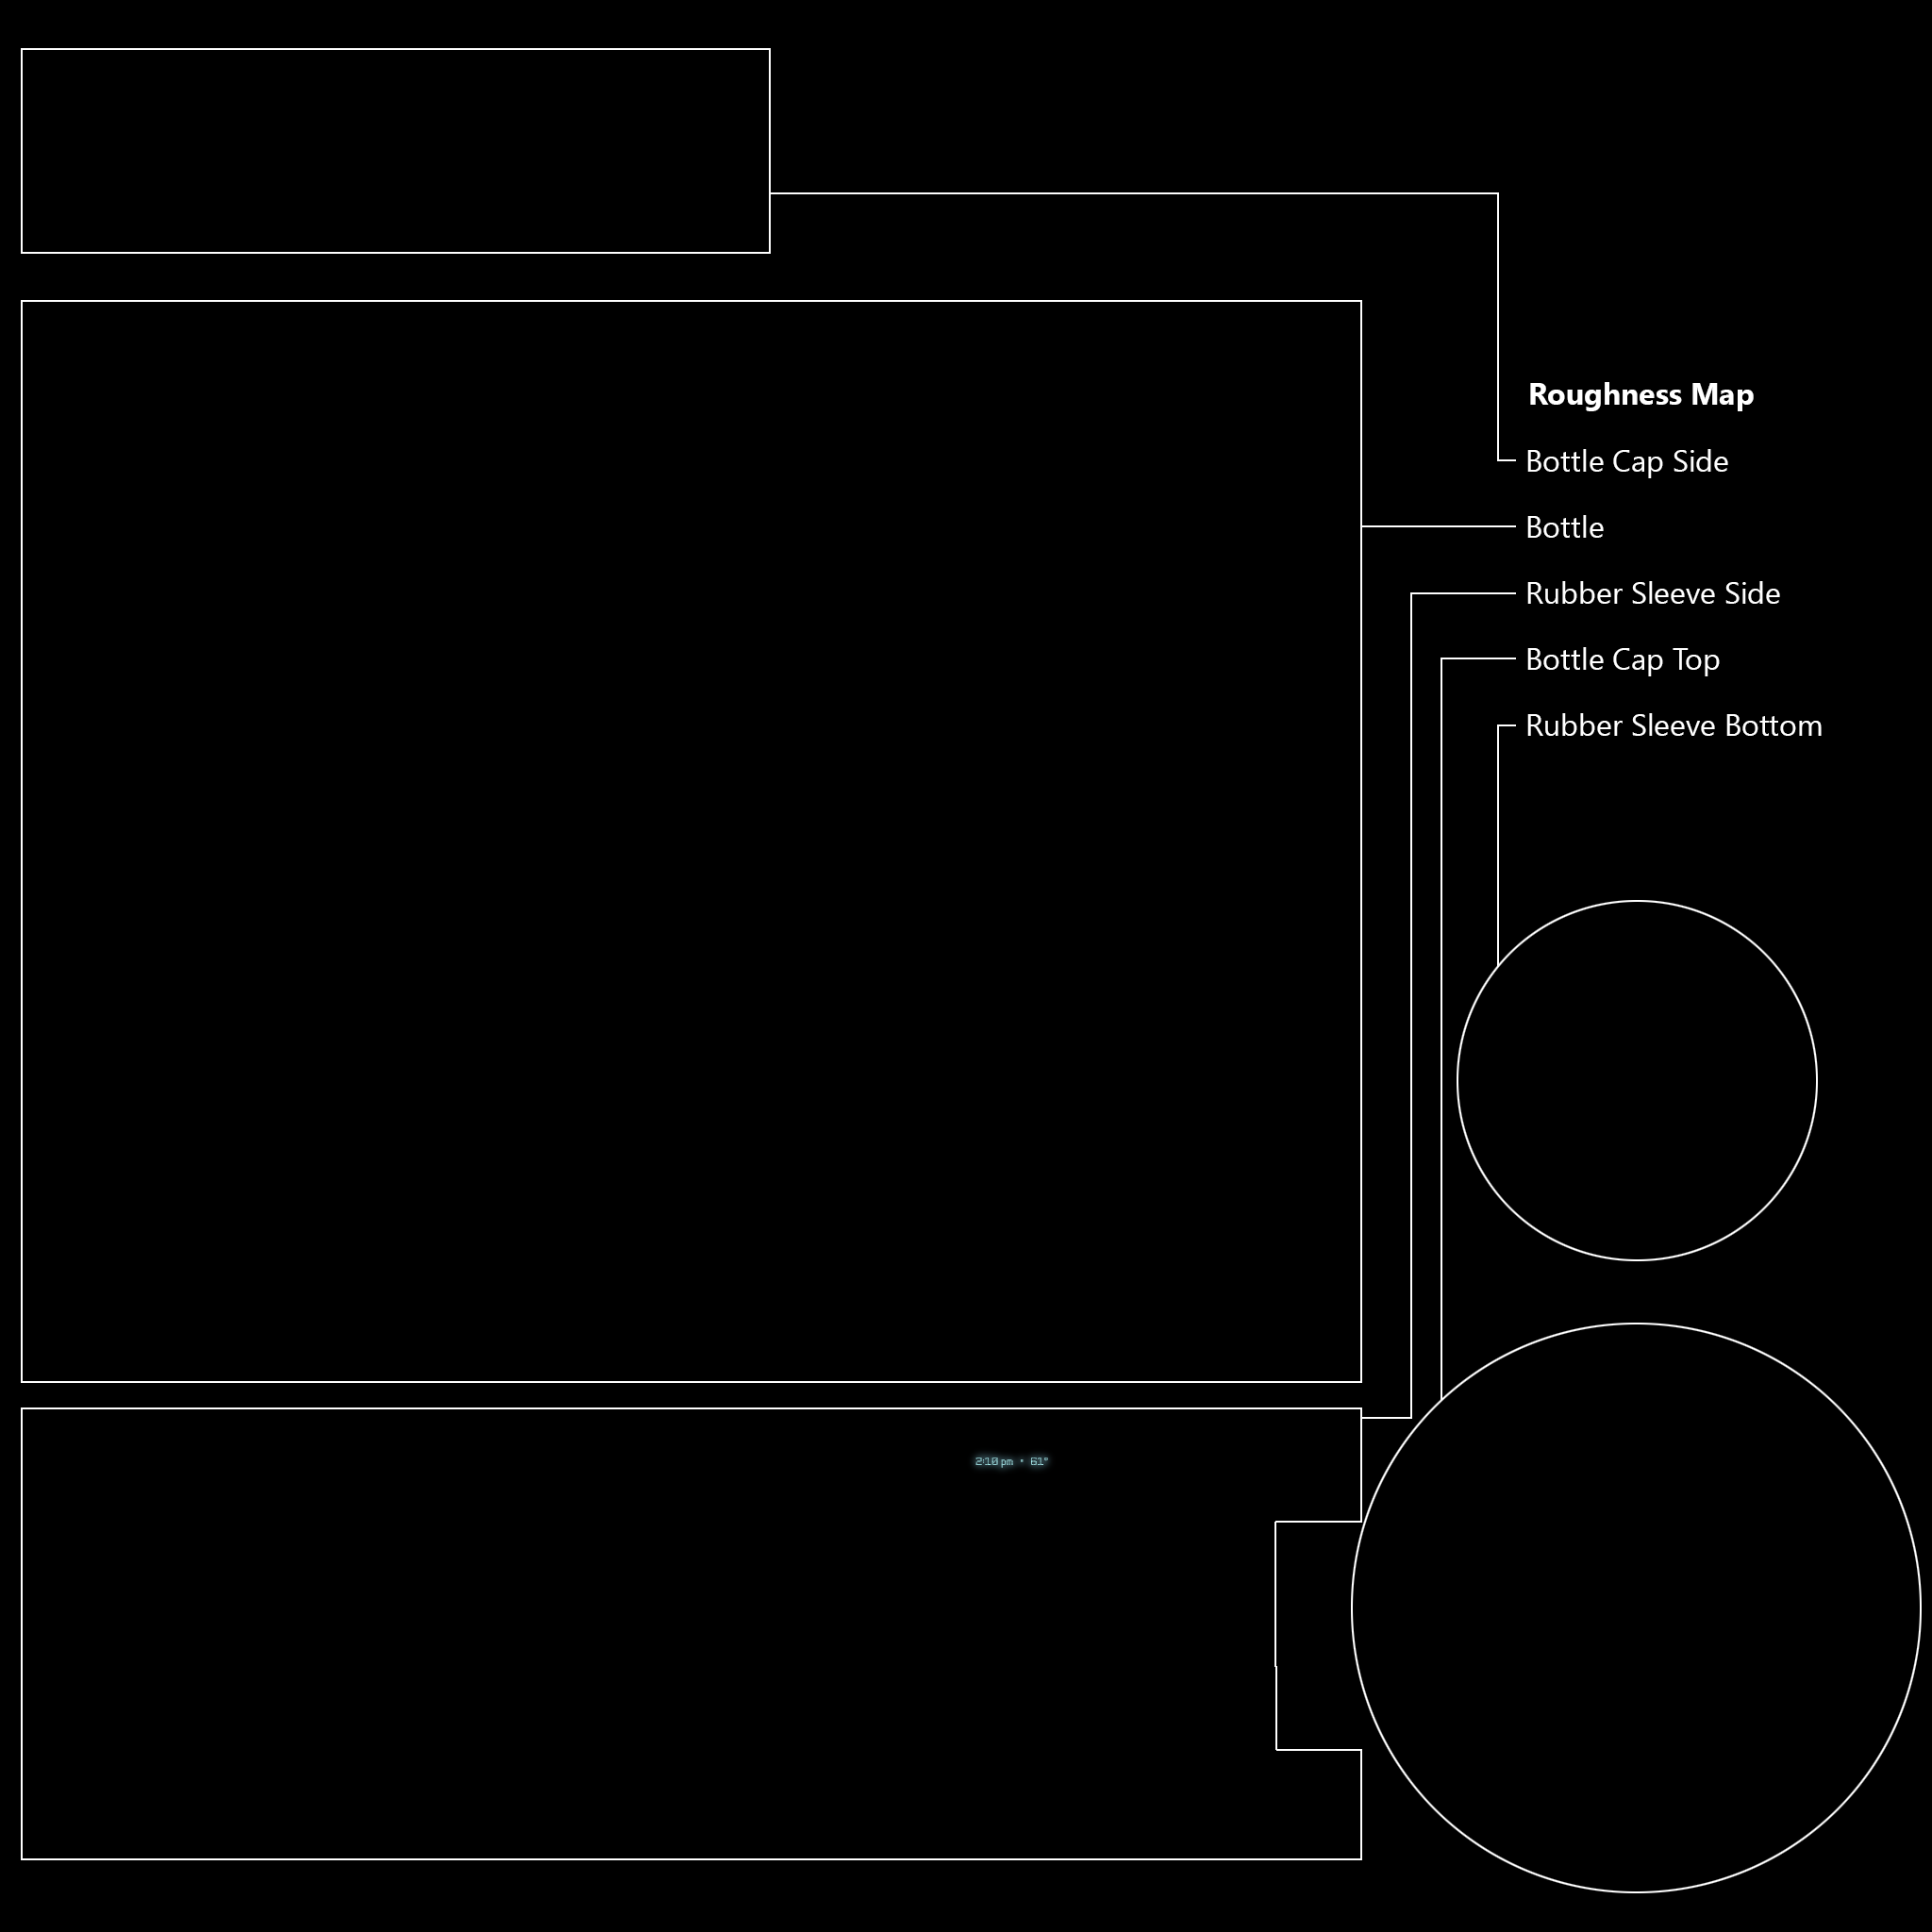 Roughness Map
Bottle Cap Side
Bottle
Rubber Sleeve Side
Bottle Cap Top
Rubber Sleeve Bottom
2:10 pm • 61°